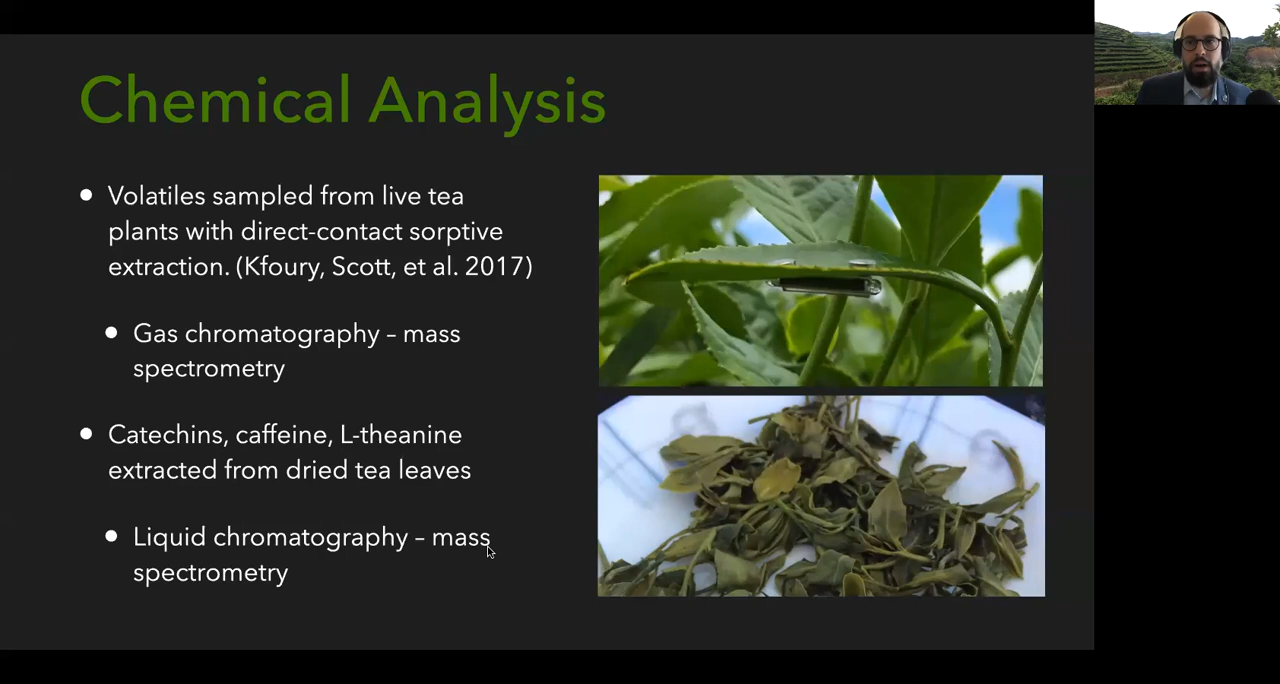 Chemical Analysis
Volatiles sampled from live tea
plants with direct-contact sorptive
extraction. (Kfoury, Scott, et al. 2017)
Gas chromatography – mass
spectrometry
Catechins, caffeine, L-theanine
extracted from dried tea leaves
Liquid chromatography – mass
spectrometry